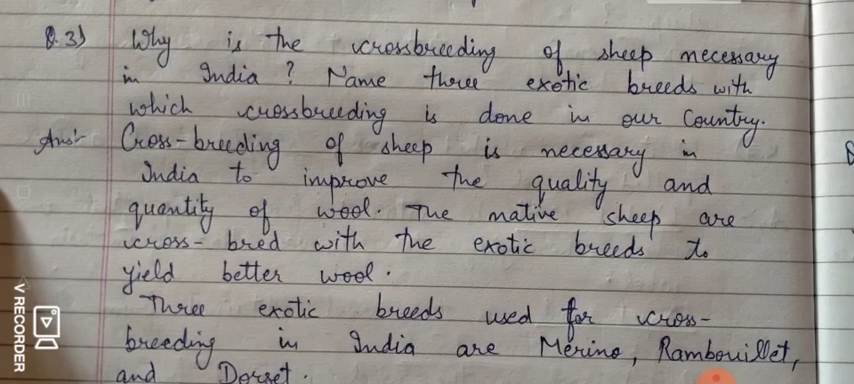 Q.3) Why is the crossbreeding of sheep necessary
in India ? Name three exotic breeds with
which crossbreeding is done in our Country.
Ans:- Cross-breeding of sheep is necessary in
India to improve the quality and
quantity of wool. The native sheep are
cross-bred with the exotic breeds to
yield better wool.
Three exotic breeds used for cross-
breeding in India are Merino, Rambouillet,
and Dorset.
V RECORDER